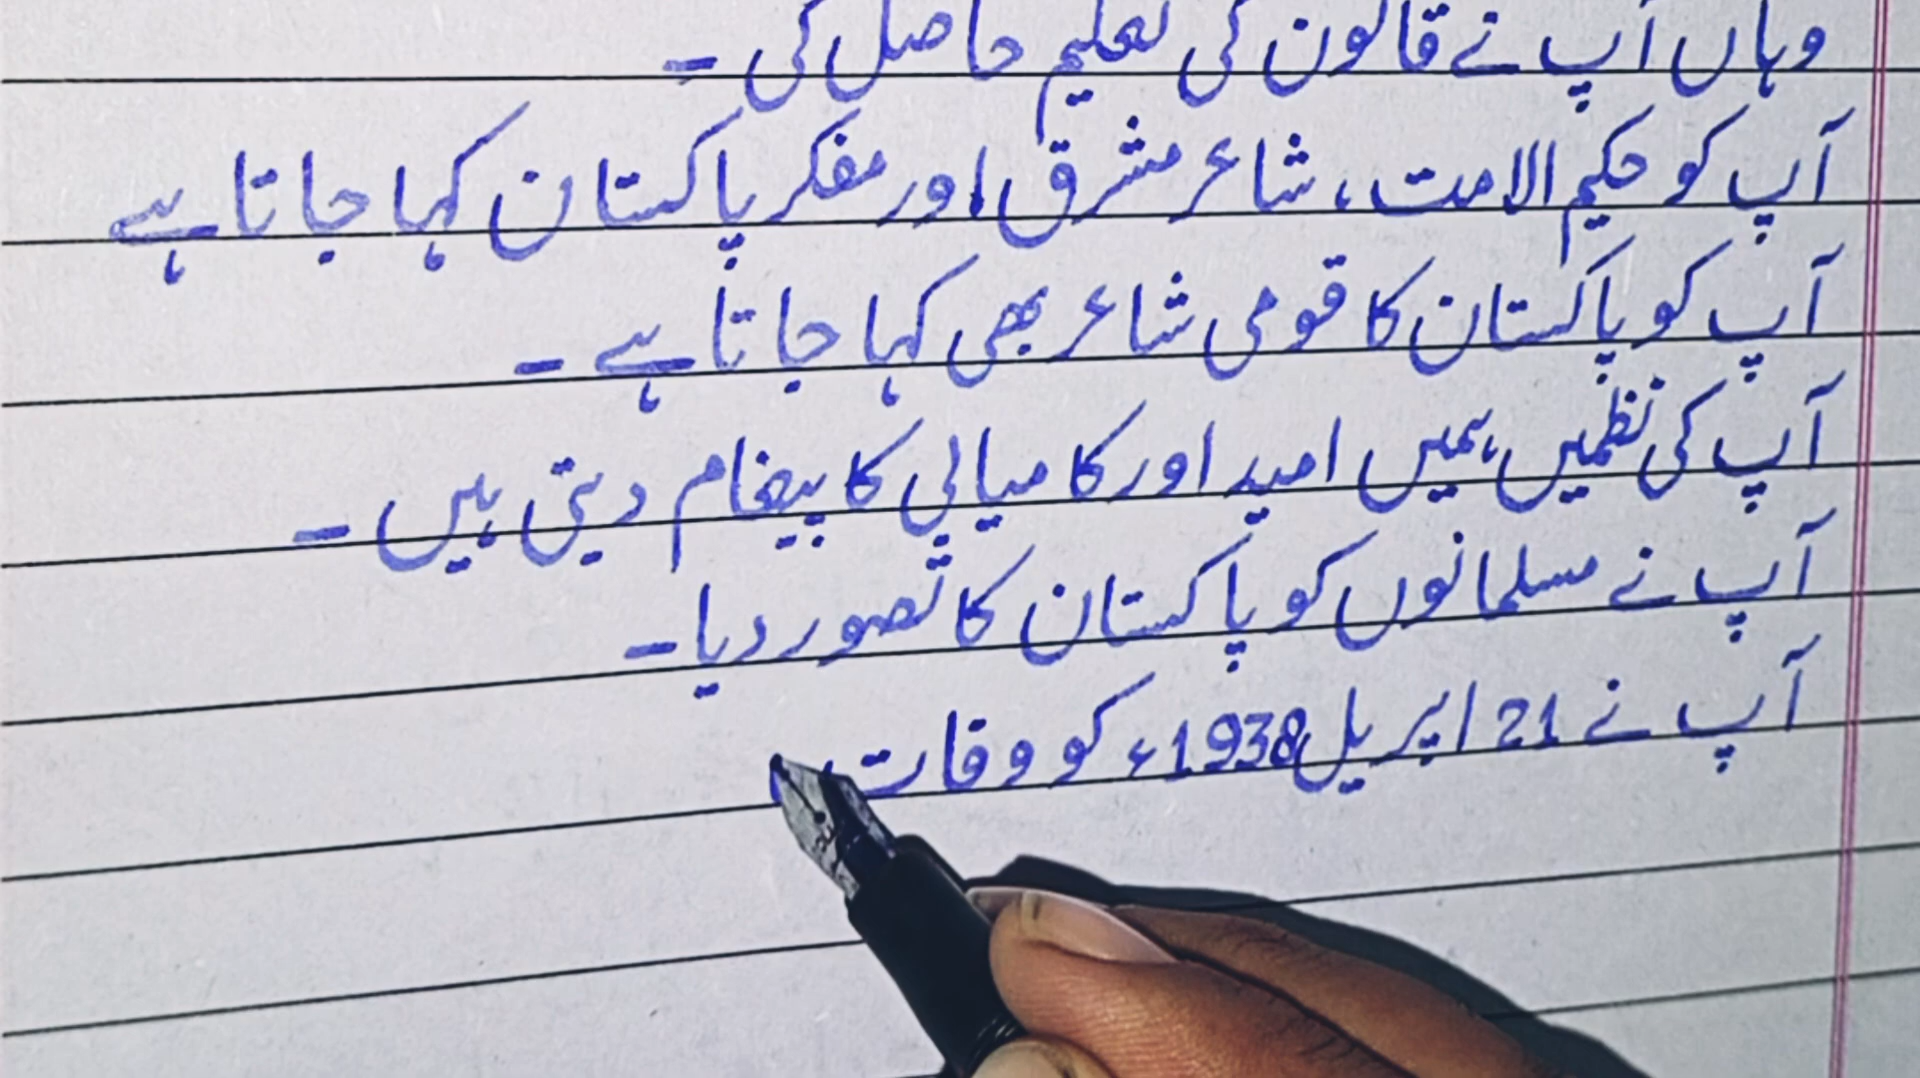 وہاں آپ نے قانون کی تعلیم حاصل کی ۔
آپ کو حکیم الامت، شاعر مشرق اور مفکر پاکستان کہا جاتا ہے
آپ کو پاکستان کا قومی شاعر بھی کہا جاتا ہے ۔
آپ کی نظمیں ہمیں امید اور کامیابی کا پیغام دیتی ہیں ۔
آپ نے مسلمانوں کو پاکستان کا تصور دیا۔
آپ نے 21 اپریل 1938ء کو وفات